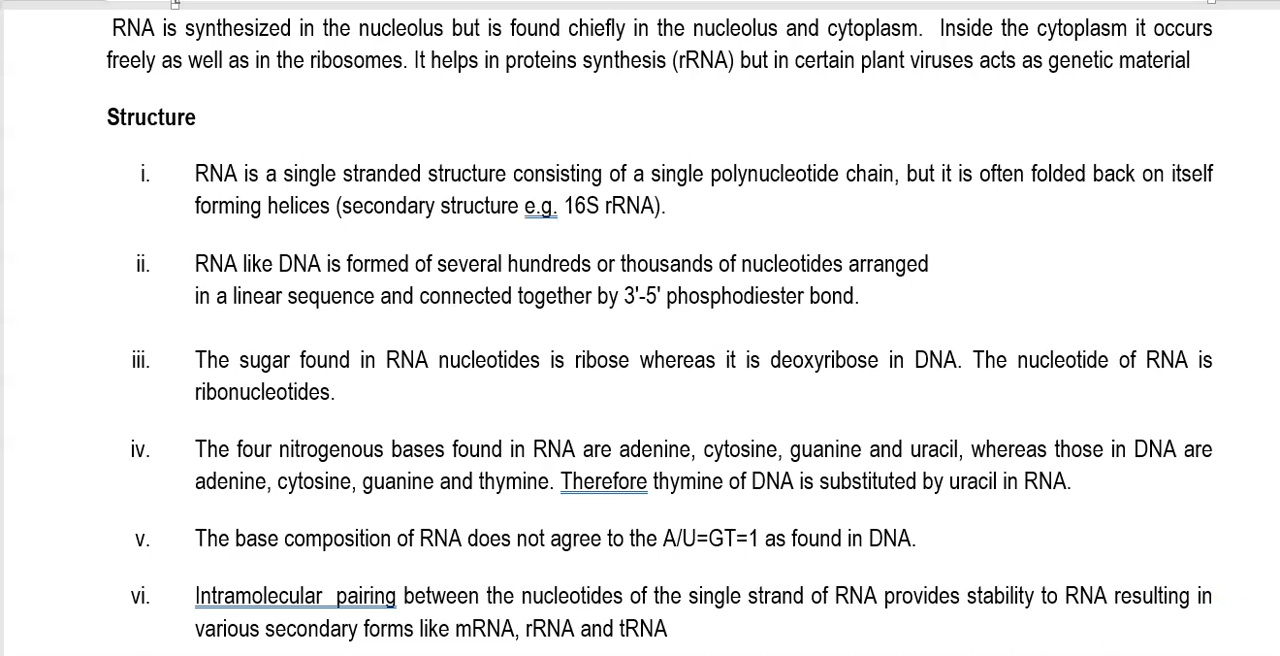 RNA is synthesized in the nucleolus but is found chiefly in the nucleolus and cytoplasm. Inside the cytoplasm it occurs
freely as well as in the ribosomes. It helps in proteins synthesis (rRNA) but in certain plant viruses acts as genetic material
Structure
i. RNA is a single stranded structure consisting of a single polynucleotide chain, but it is often folded back on itself
forming helices (secondary structure e.g. 16S rRNA).
ii. RNA like DNA is formed of several hundreds or thousands of nucleotides arranged
in a linear sequence and connected together by 3'-5' phosphodiester bond.
iii. The sugar found in RNA nucleotides is ribose whereas it is deoxyribose in DNA. The nucleotide of RNA is
ribonucleotides.
iv. The four nitrogenous bases found in RNA are adenine, cytosine, guanine and uracil, whereas those in DNA are
adenine, cytosine, guanine and thymine. Therefore thymine of DNA is substituted by uracil in RNA.
v. The base composition of RNA does not agree to the A/U=GT=1 as found in DNA.
vi. Intramolecular pairing between the nucleotides of the single strand of RNA provides stability to RNA resulting in
various secondary forms like mRNA, rRNA and tRNA